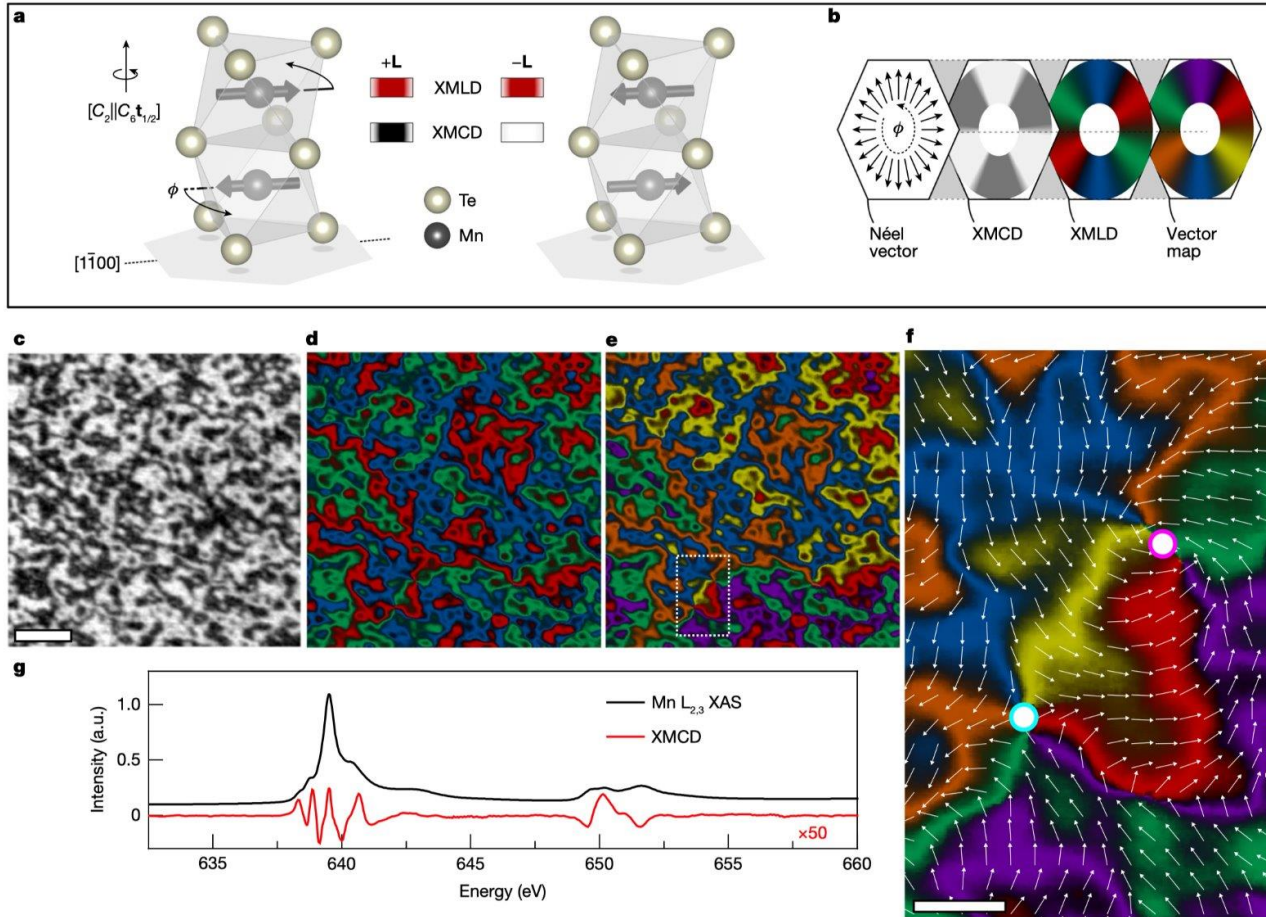 a
[C₂||C₆t₁/₂]
ϕ
[11̄00]
+L
−L
XMLD
XMCD
Te
Mn
b
ϕ
Néel
vector
XMCD
XMLD
Vector
map
c
d
e
f
g
Intensity (a.u.)
1.0
0.5
0
Mn L₂,₃ XAS
XMCD
×50
635
640
645
650
655
660
Energy (eV)